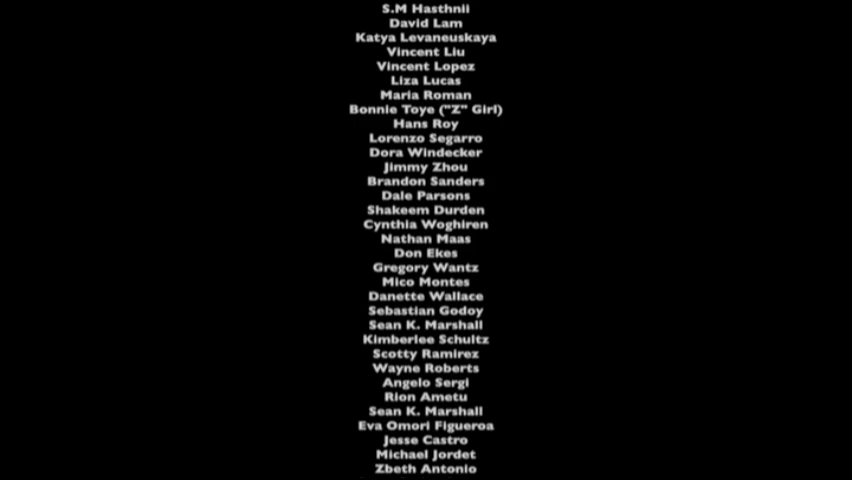 S.M Hasthnii
David Lam
Katya Levaneuskaya
Vincent Liu
Vincent Lopez
Liza Lucas
Maria Roman
Bonnie Toye ("Z" Girl)
Hans Roy
Lorenzo Segarro
Dora Windecker
Jimmy Zhou
Brandon Sanders
Dale Parsons
Shakeem Durden
Cynthia Woghiren
Nathan Maas
Don Ekes
Gregory Wantz
Mico Montes
Danette Wallace
Sebastian Godoy
Sean K. Marshall
Kimberlee Schultz
Scotty Ramirez
Wayne Roberts
Angelo Sergi
Rion Ametu
Sean K. Marshall
Eva Omori Figueroa
Jesse Castro
Michael Jordet
Zbeth Antonio